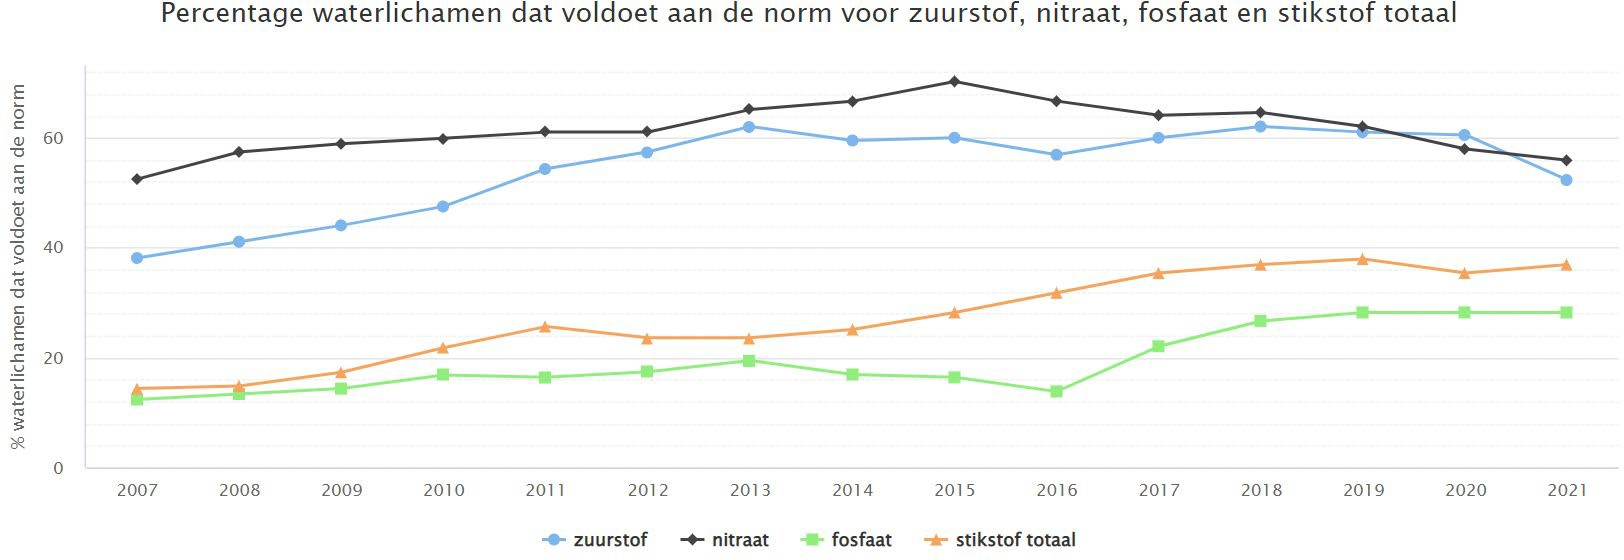 Percentage waterlichamen dat voldoet aan de norm voor zuurstof, nitraat, fosfaat en stikstof totaal
% waterlichamen dat voldoet aan de norm
60
40
20
0
2007 2008 2009 2010 2011 2012 2013 2014 2015 2016 2017 2018 2019 2020 2021
zuurstof nitraat fosfaat stikstof totaal